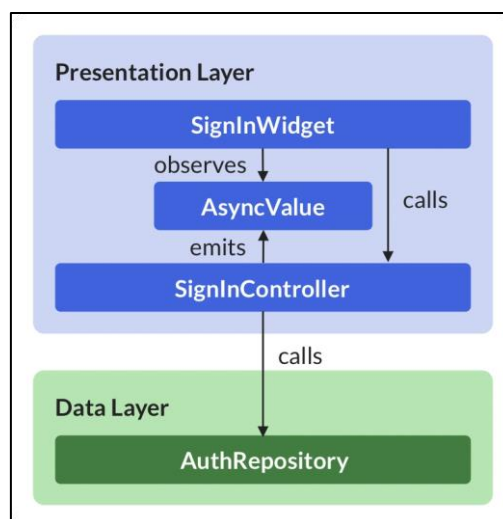 Presentation Layer
SignInWidget
observes
AsyncValue
calls
emits
SignInController
calls
Data Layer
AuthRepository